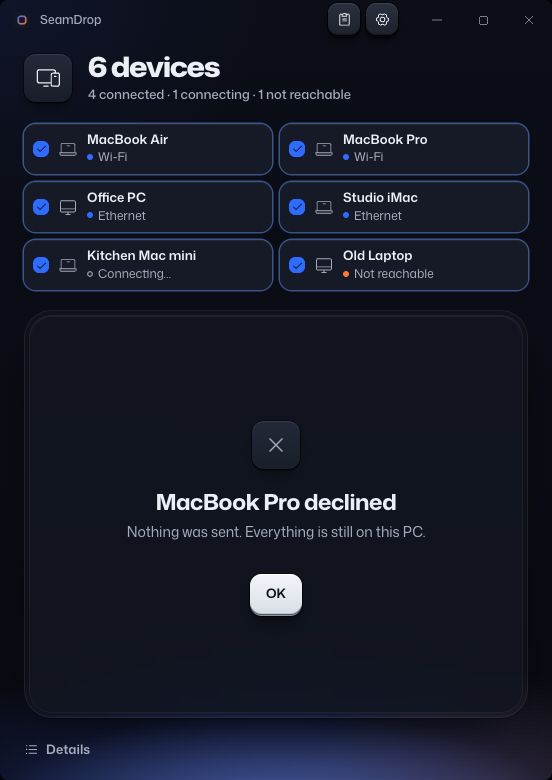 SeamDrop
6 devices
4 connected · 1 connecting · 1 not reachable
MacBook Air
Wi-Fi
MacBook Pro
Wi-Fi
Office PC
Ethernet
Studio iMac
Ethernet
Kitchen Mac mini
Connecting...
Old Laptop
Not reachable
MacBook Pro declined
Nothing was sent. Everything is still on this PC.
OK
Details